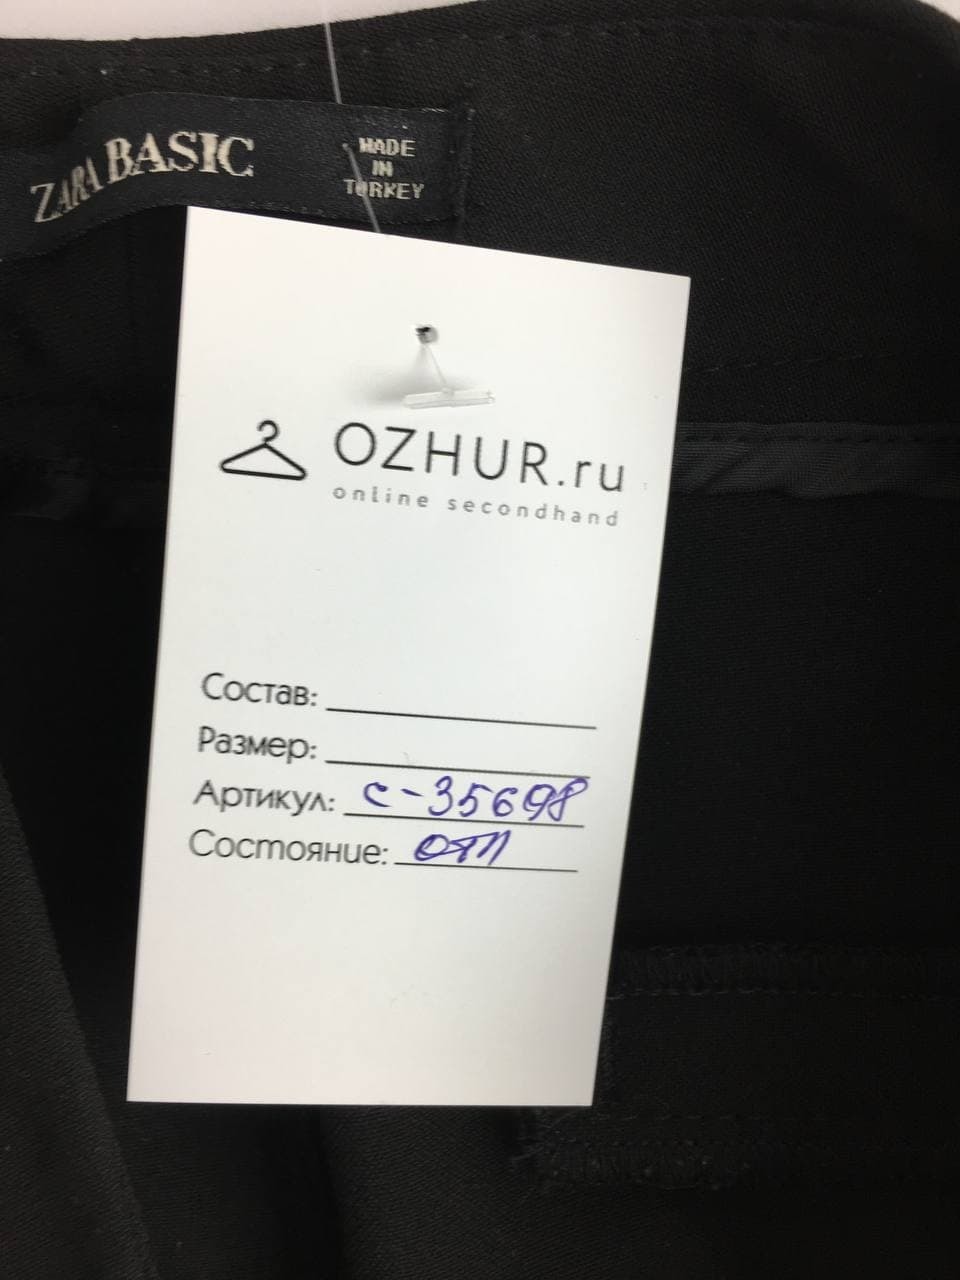 ZARA BASIC
MADE
IN
TURKEY
OZHUR.ru
online secondhand
Состав:
Размер:
Артикул: с-35698
Состояние: отл